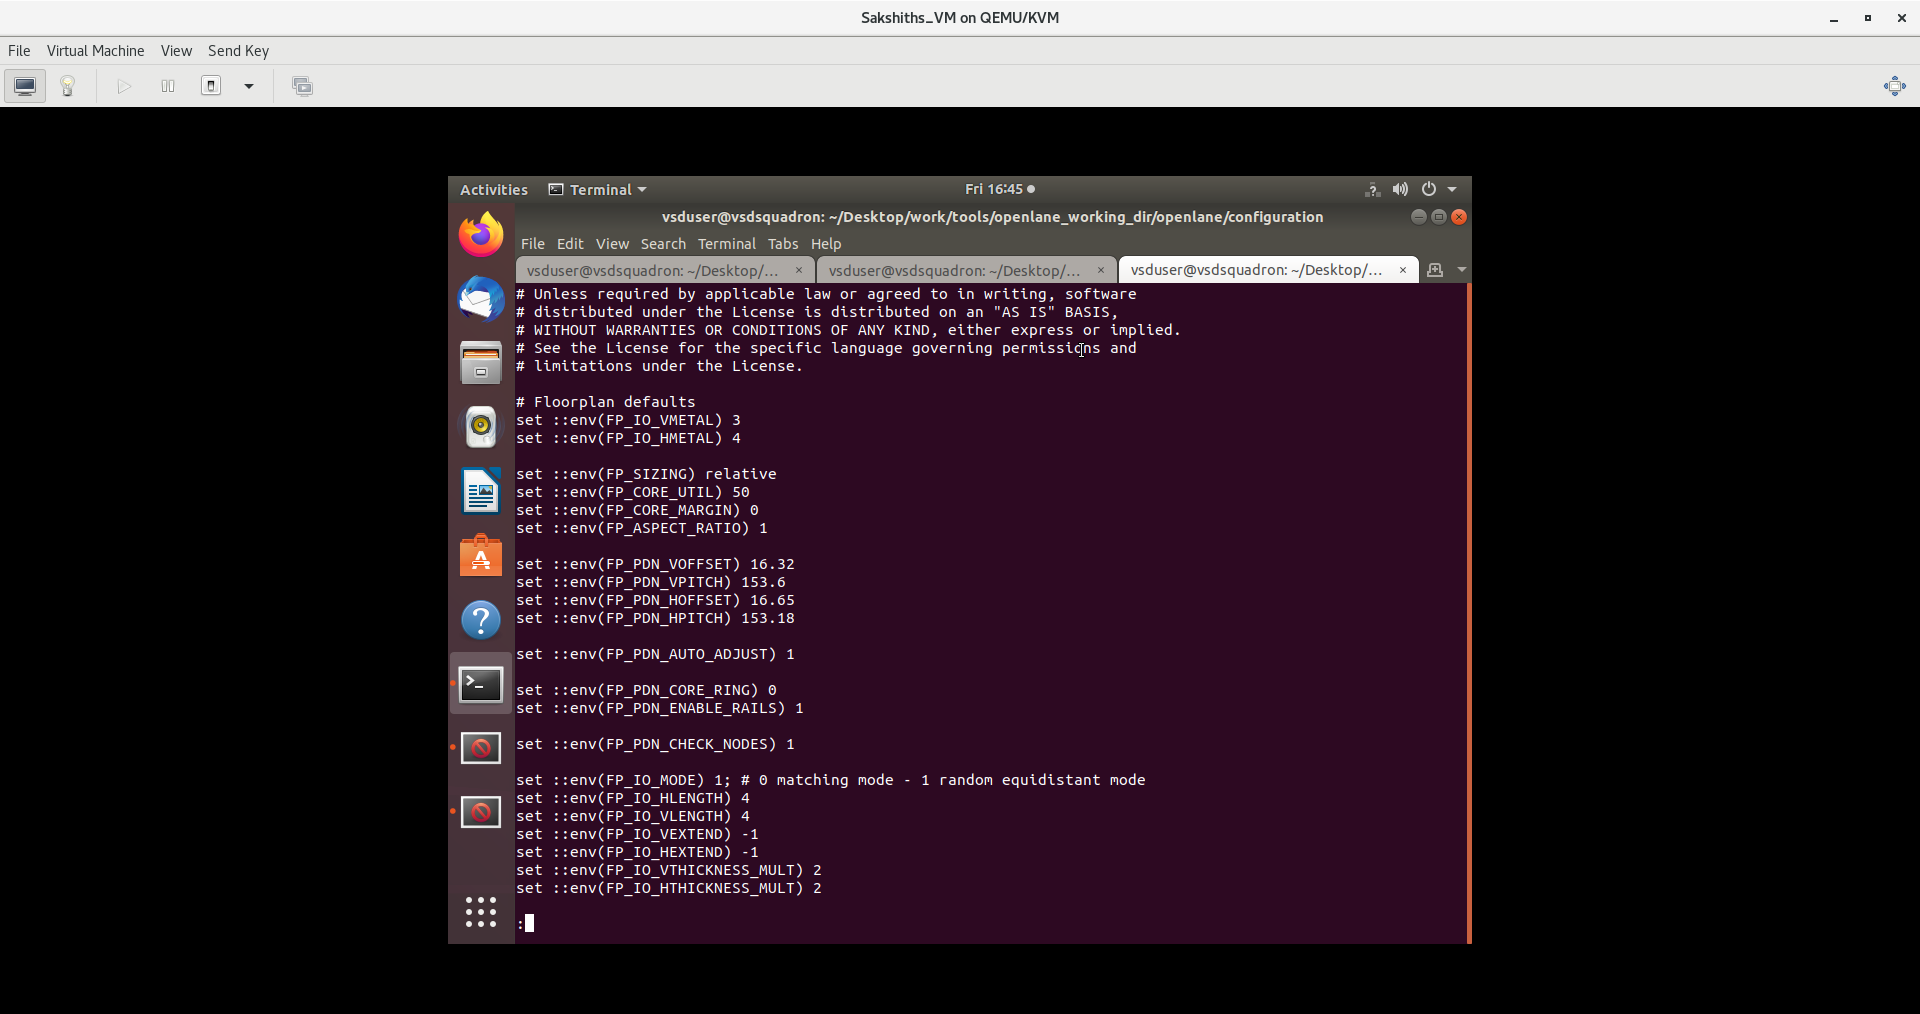 Sakshiths_VM on QEMU/KVM
File Virtual Machine View Send Key
Activities Terminal Fri 16:45
vsduser@vsdsquadron: ~/Desktop/work/tools/openlane_working_dir/openlane/configuration
File Edit View Search Terminal Tabs Help
vsduser@vsdsquadron: ~/Desktop/... vsduser@vsdsquadron: ~/Desktop/... vsduser@vsdsquadron: ~/Desktop/...
# Unless required by applicable law or agreed to in writing, software
# distributed under the License is distributed on an "AS IS" BASIS,
# WITHOUT WARRANTIES OR CONDITIONS OF ANY KIND, either express or implied.
# See the License for the specific language governing permissions and
# limitations under the License.
# Floorplan defaults
set ::env(FP_IO_VMETAL) 3
set ::env(FP_IO_HMETAL) 4
set ::env(FP_SIZING) relative
set ::env(FP_CORE_UTIL) 50
set ::env(FP_CORE_MARGIN) 0
set ::env(FP_ASPECT_RATIO) 1
set ::env(FP_PDN_VOFFSET) 16.32
set ::env(FP_PDN_VPITCH) 153.6
set ::env(FP_PDN_HOFFSET) 16.65
set ::env(FP_PDN_HPITCH) 153.18
set ::env(FP_PDN_AUTO_ADJUST) 1
set ::env(FP_PDN_CORE_RING) 0
set ::env(FP_PDN_ENABLE_RAILS) 1
set ::env(FP_PDN_CHECK_NODES) 1
set ::env(FP_IO_MODE) 1; # 0 matching mode - 1 random equidistant mode
set ::env(FP_IO_HLENGTH) 4
set ::env(FP_IO_VLENGTH) 4
set ::env(FP_IO_VEXTEND) -1
set ::env(FP_IO_HEXTEND) -1
set ::env(FP_IO_VTHICKNESS_MULT) 2
set ::env(FP_IO_HTHICKNESS_MULT) 2
: